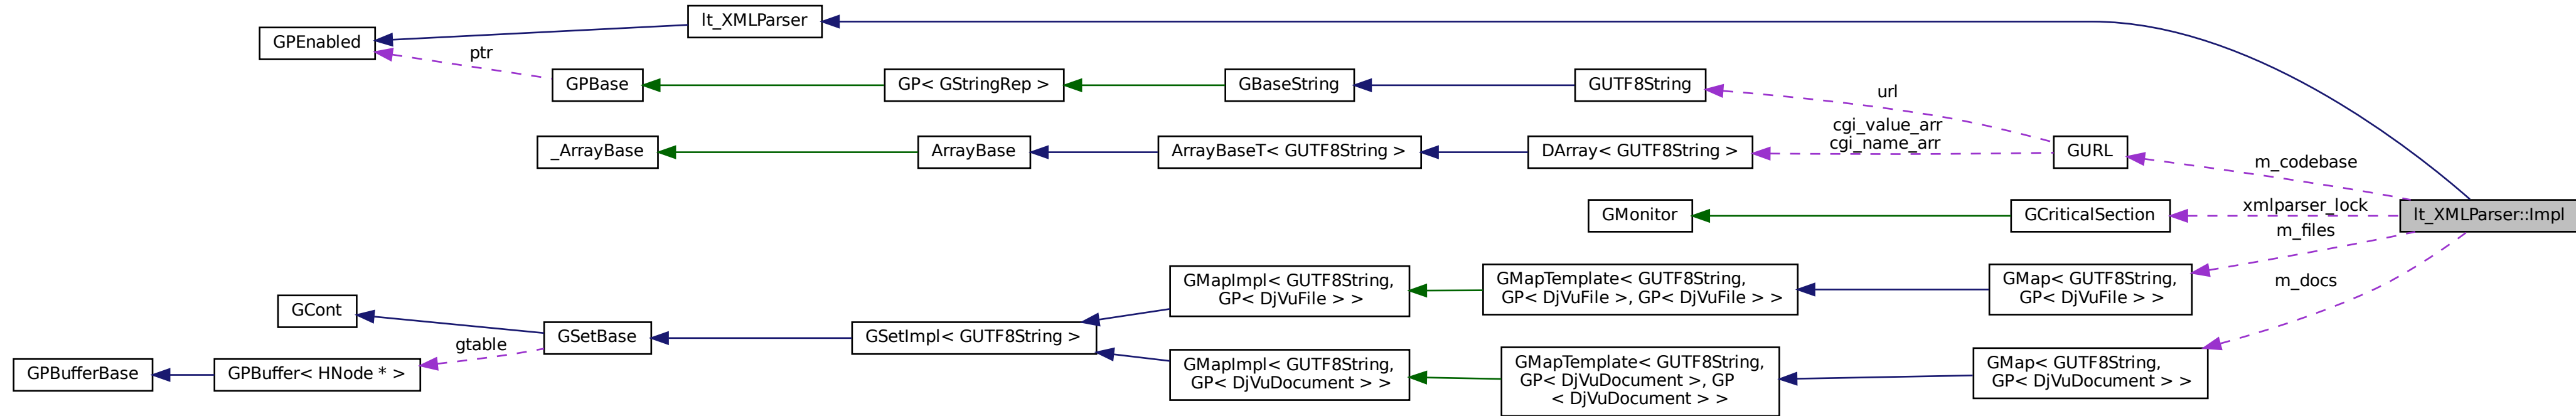 lt_XMLParser
GPEnabled
ptr
GPBase
GP< GStringRep >
GBaseString
GUTF8String
url
cgi_value_arr
cgi_name_arr
_ArrayBase
ArrayBase
ArrayBaseT< GUTF8String >
DArray< GUTF8String >
GURL
m_codebase
GMonitor
GCriticalSection
xmlparser_lock
lt_XMLParser::Impl
m_files
GMapImpl< GUTF8String,
GP< DjVuFile > >
GMapTemplate< GUTF8String,
GP< DjVuFile >, GP< DjVuFile > >
GMap< GUTF8String,
GP< DjVuFile > >
m_docs
GCont
GSetBase
GSetImpl< GUTF8String >
gtable
GPBufferBase
GPBuffer< HNode * >
GMapImpl< GUTF8String,
GP< DjVuDocument > >
GMapTemplate< GUTF8String,
GP< DjVuDocument >, GP
< DjVuDocument > >
GMap< GUTF8String,
GP< DjVuDocument > >